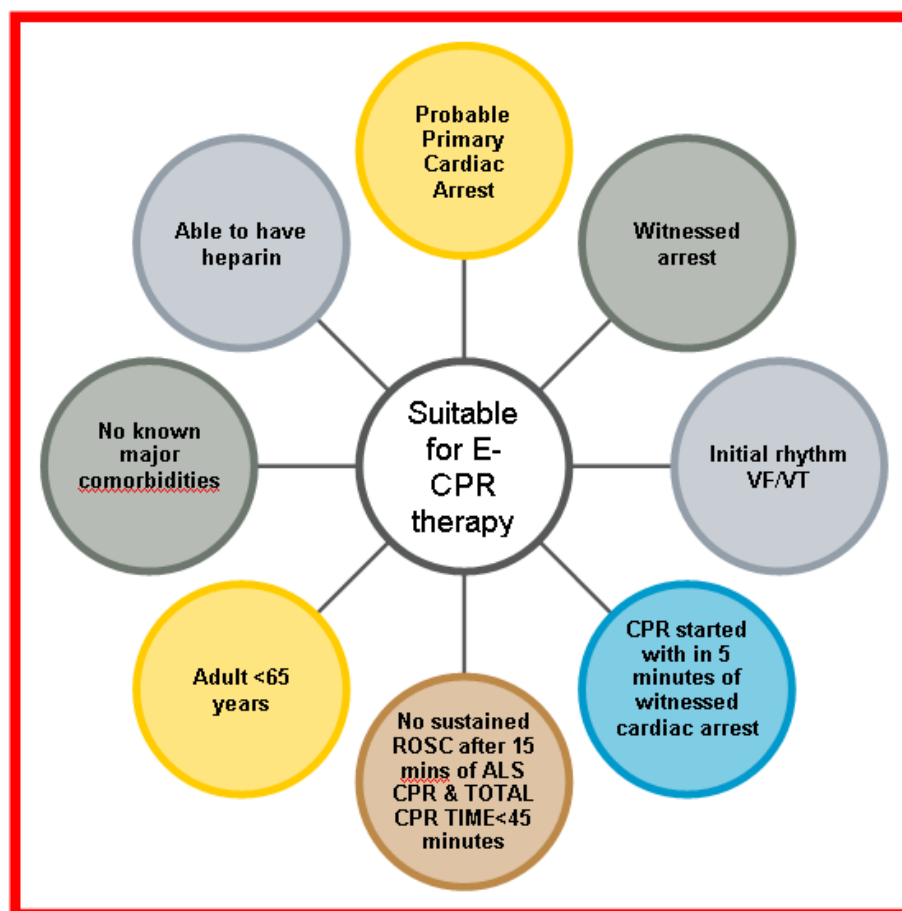 Probable
Primary
Cardiac
Arrest
Witnessed
arrest
Initial rhythm
VF/VT
CPR started
with in 5
minutes of
witnessed
cardiac arrest
No sustained
ROSC after 15
mins of ALS
CPR & TOTAL
CPR TIME<45
minutes
Adult <65
years
No known
major
comorbidities
Able to have
heparin
Suitable
for E-
CPR
therapy